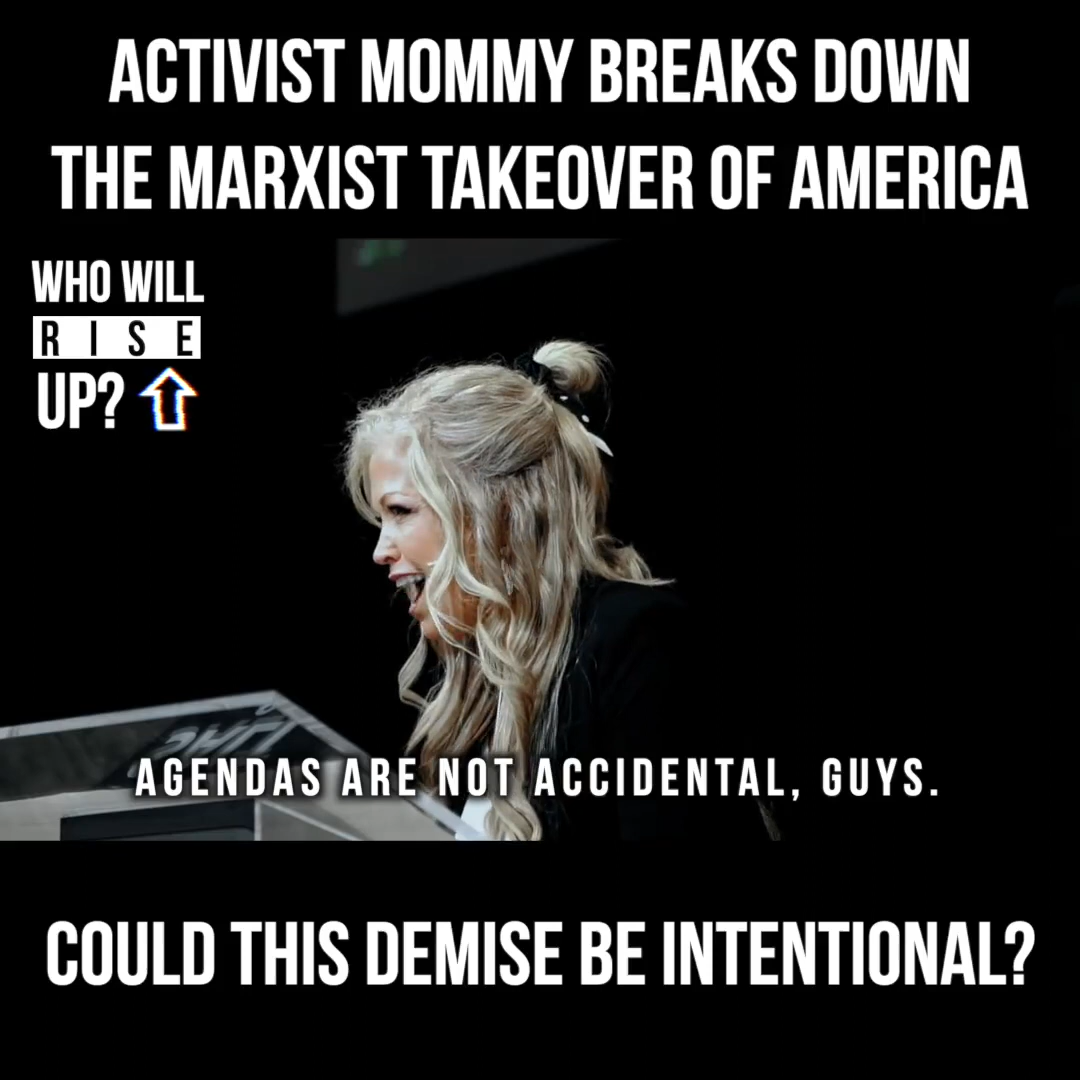 ACTIVIST MOMMY BREAKS DOWN
THE MARXIST TAKEOVER OF AMERICA
WHO WILL
RISE
UP?
AGENDAS ARE NOT ACCIDENTAL, GUYS.
COULD THIS DEMISE BE INTENTIONAL?